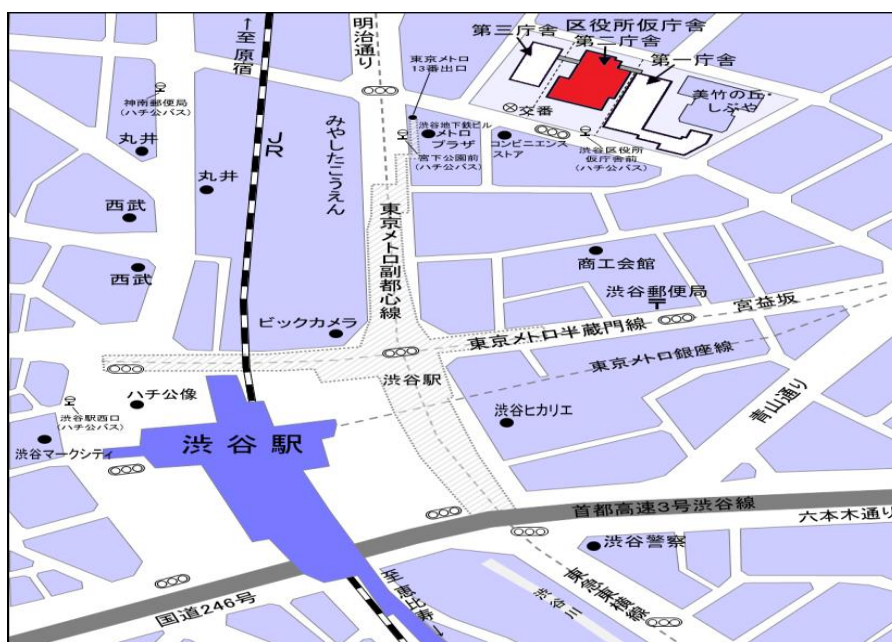 ←至 原宿
明治通り
東京メトロ
13番出口
第三庁舎
区役所仮庁舎
第二庁舎
第一庁舎
美竹の丘・
しぶや
神南郵便局
(ハチ公バス)
丸井
JR
みやしたこうえん
渋谷地下鉄ビル
メトロ
プラザ
宮下公園前
(ハチ公バス)
交番
コンビニエンス
ストア
渋谷区役所
仮庁舎前
(ハチ公バス)
丸井
西武
西武
東京メトロ副都心線
商工会館
渋谷郵便局
宮益坂
ビックカメラ
東京メトロ半蔵門線
東京メトロ銀座線
渋谷駅
青山通り
ハチ公像
渋谷駅西口
(ハチ公バス)
渋谷マークシティ
渋谷駅
渋谷ヒカリエ
首都高速3号渋谷線
六本木通り
渋谷警察
国道246号
至 恵比寿→
渋谷川
東急東横線